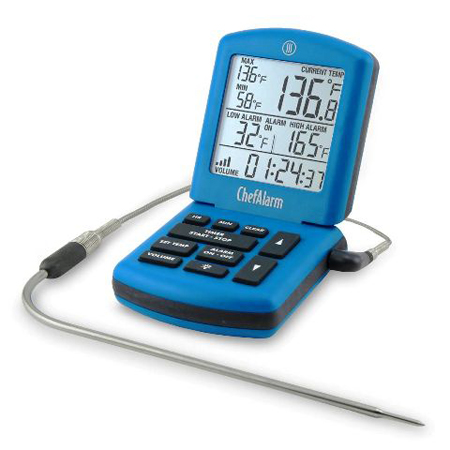 MAX
136°F
CURRENT TEMP
136.8°F
MIN
58°F
LOW ALARM ALARM ON HIGH ALARM
32°F 165°F
VOLUME 01:24:37
ChefAlarm
HR MIN CLEAR
TIMER
START - STOP
SET TEMP ALARM
ON - OFF
VOLUME